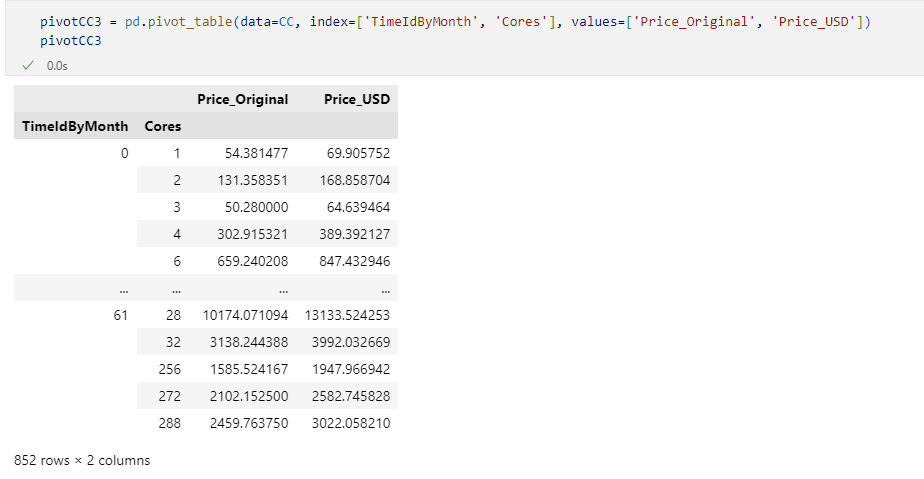 pivotCC3 = pd.pivot_table(data=CC, index=['TimeIdByMonth', 'Cores'], values=['Price_Original', 'Price_USD'])
pivotCC3
✓ 0.0s
Price_Original Price_USD
TimeIdByMonth Cores
0 1 54.381477 69.905752
2 131.358351 168.858704
3 50.280000 64.639464
4 302.915321 389.392127
6 659.240208 847.432946
... ... ... ...
61 28 10174.071094 13133.524253
32 3138.244388 3992.032669
256 1585.524167 1947.966942
272 2102.152500 2582.745828
288 2459.763750 3022.058210
852 rows × 2 columns